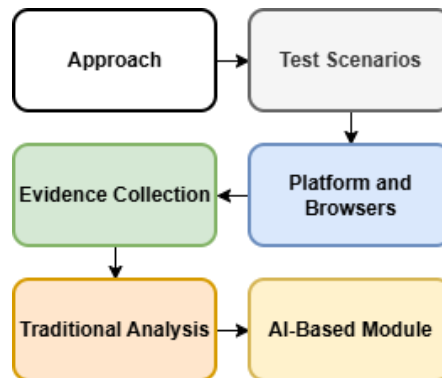 Approach
Test Scenarios
Platform and
Browsers
Evidence Collection
Traditional Analysis
AI-Based Module